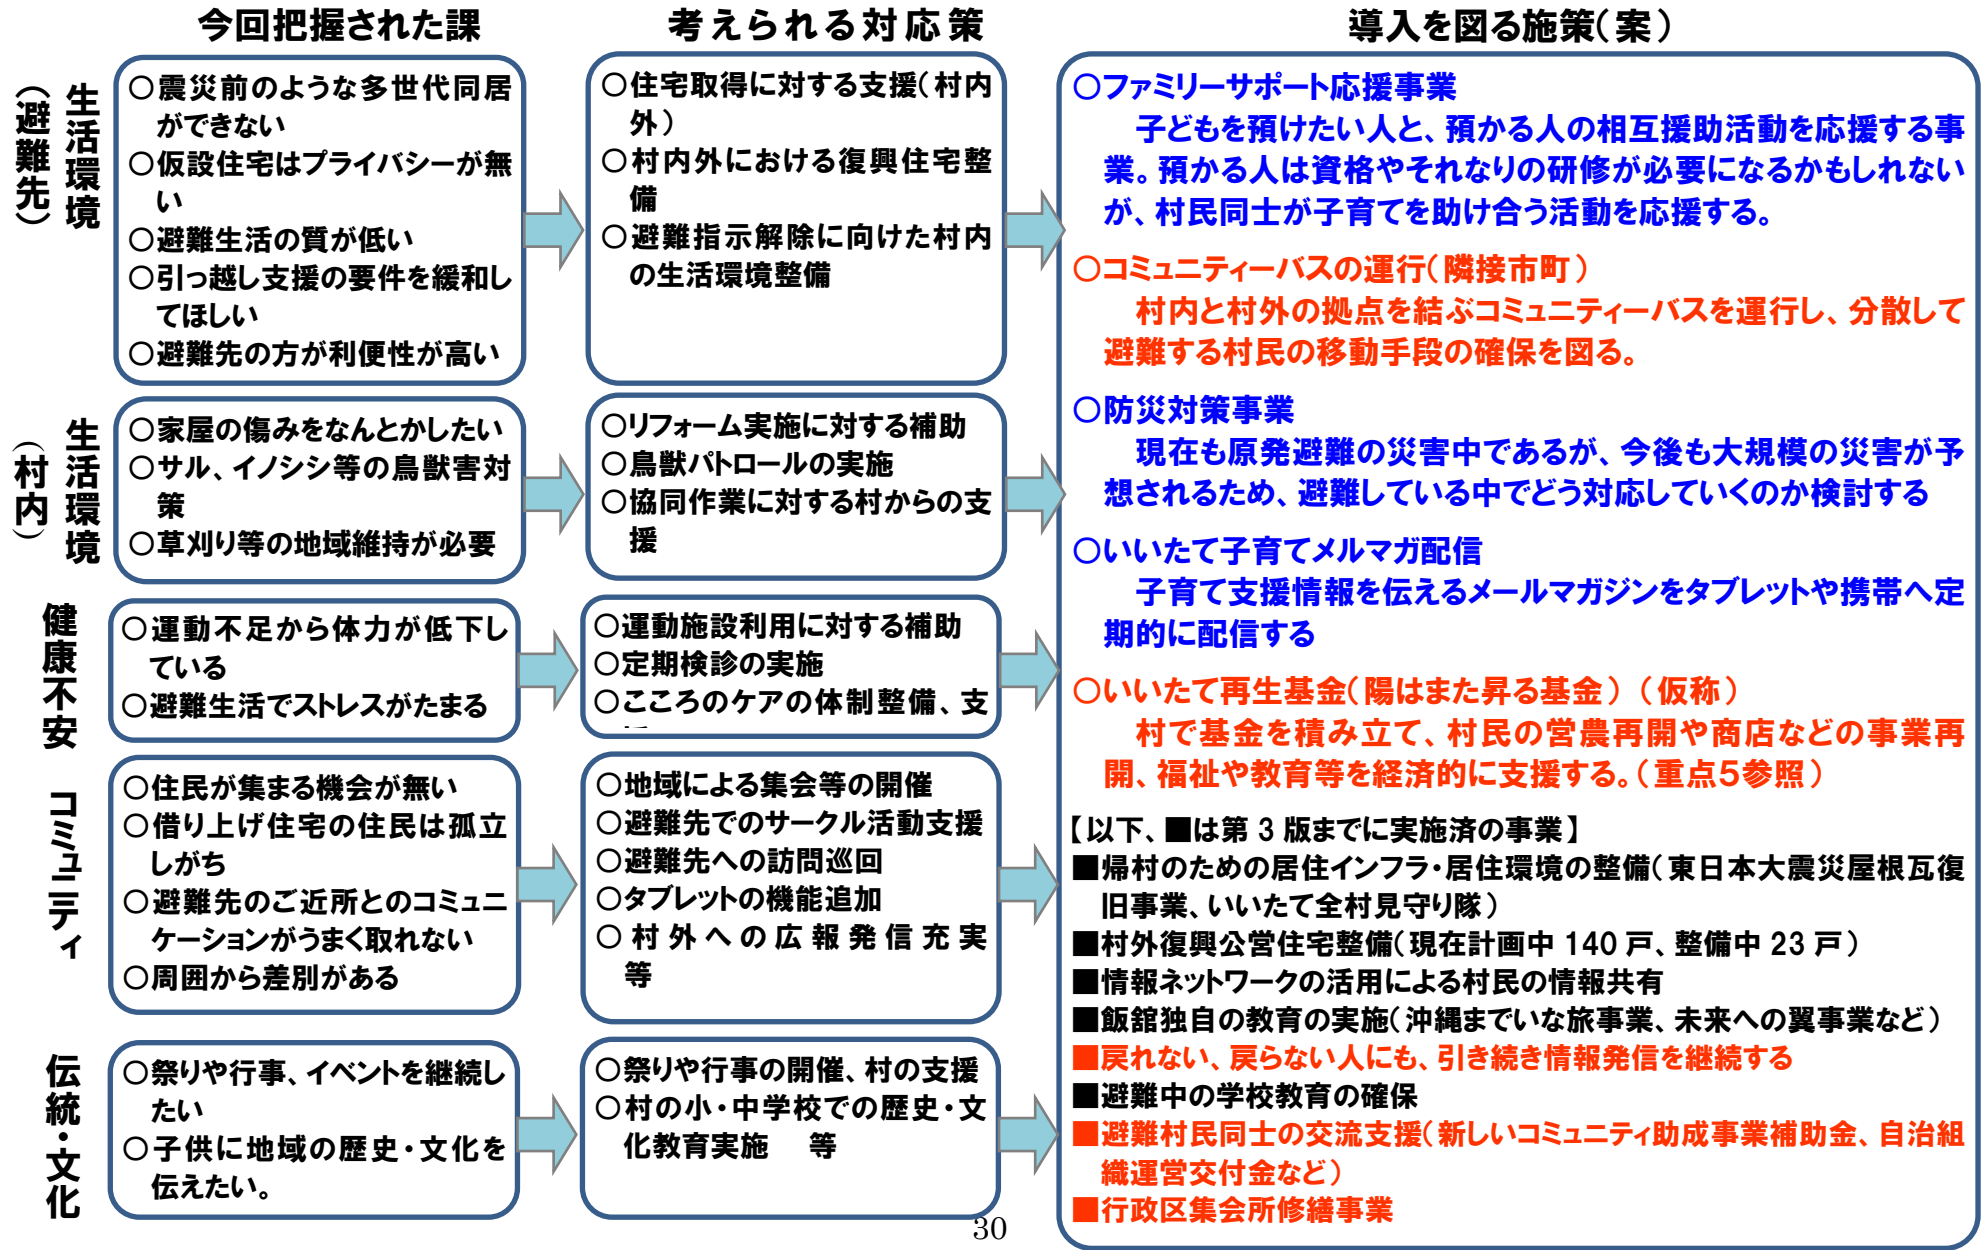 今回把握された課
考えられる対応策
導入を図る施策(案)
生活環境
(避難先)
○震災前のような多世代同居
ができない
○仮設住宅はプライバシーが無
い
○避難生活の質が低い
○引っ越し支援の要件を緩和し
てほしい
○避難先の方が利便性が高い
○住宅取得に対する支援(村内
外)
○村内外における復興住宅整
備
○避難指示解除に向けた村内
の生活環境整備
生活環境
(村内)
○家屋の傷みをなんとかしたい
○サル、イノシシ等の鳥獣害対
策
○草刈り等の地域維持が必要
○リフォーム実施に対する補助
○鳥獣パトロールの実施
○協同作業に対する村からの支
援
健康不安
○運動不足から体力が低下し
ている
○避難生活でストレスがたまる
○運動施設利用に対する補助
○定期検診の実施
○こころのケアの体制整備、支
コミュニティ
○住民が集まる機会が無い
○借り上げ住宅の住民は孤立
しがち
○避難先のご近所とのコミュニ
ケーションがうまく取れない
○周囲から差別がある
○地域による集会等の開催
○避難先でのサークル活動支援
○避難先への訪問巡回
○タブレットの機能追加
○村外への広報発信充実
等
伝統・文化
○祭りや行事、イベントを継続し
たい
○子供に地域の歴史・文化を
伝えたい。
○祭りや行事の開催、村の支援
○村の小・中学校での歴史・文
化教育実施 等
○ファミリーサポート応援事業
子どもを預けたい人と、預かる人の相互援助活動を応援する事
業。預かる人は資格やそれなりの研修が必要になるかもしれない
が、村民同士が子育てを助け合う活動を応援する。
○コミュニティーバスの運行(隣接市町)
村内と村外の拠点を結ぶコミュニティーバスを運行し、分散して
避難する村民の移動手段の確保を図る。
○防災対策事業
現在も原発避難の災害中であるが、今後も大規模の災害が予
想されるため、避難している中でどう対応していくのか検討する
○いいたて子育てメルマガ配信
子育て支援情報を伝えるメールマガジンをタブレットや携帯へ定
期的に配信する
○いいたて再生基金(陽はまた昇る基金)(仮称)
村で基金を積み立て、村民の営農再開や商店などの事業再
開、福祉や教育等を経済的に支援する。(重点5参照)
【以下、■は第 3 版までに実施済の事業】
■帰村のための居住インフラ・居住環境の整備(東日本大震災屋根瓦復
旧事業、いいたて全村見守り隊)
■村外復興公営住宅整備(現在計画中 140 戸、整備中 23 戸)
■情報ネットワークの活用による村民の情報共有
■飯舘独自の教育の実施(沖縄までいな旅事業、未来への翼事業など)
■戻れない、戻らない人にも、引き続き情報発信を継続する
■避難中の学校教育の確保
■避難村民同士の交流支援(新しいコミュニティ助成事業補助金、自治組
織運営交付金など)
■行政区集会所修繕事業
30